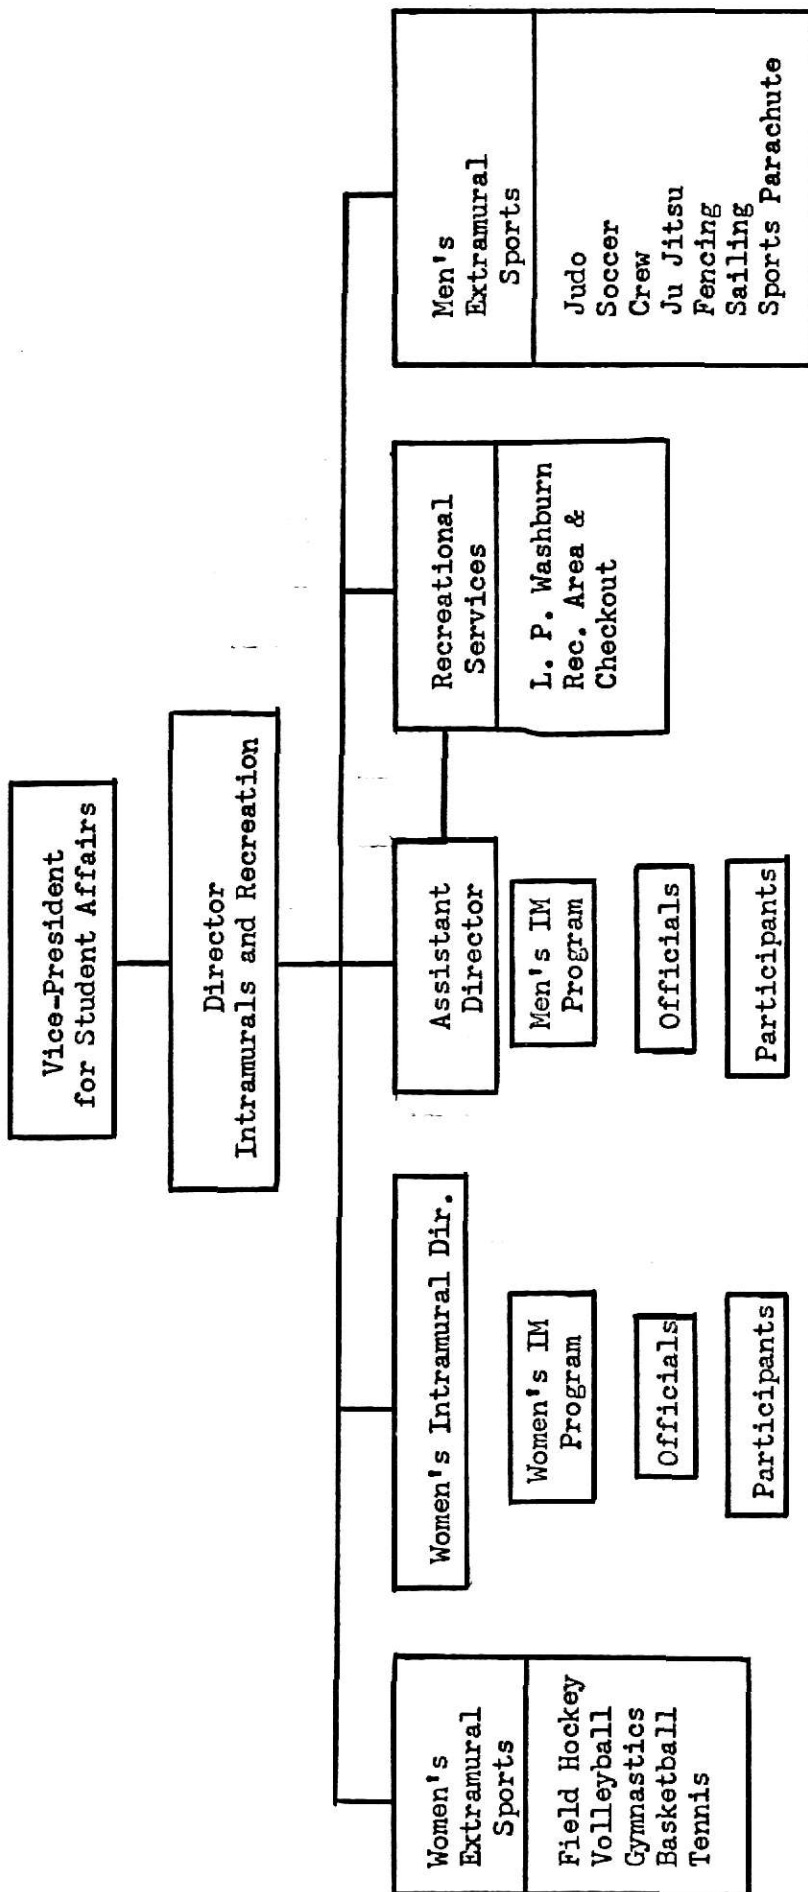 Vice-President
for Student Affairs
Director
Intramurals and Recreation
Women's
Extramural
Sports
Field Hockey
Volleyball
Gymnastics
Basketball
Tennis
Women's Intramural Dir.
Women's IM
Program
Officials
Participants
Assistant
Director
Men's IM
Program
Officials
Participants
Recreational
Services
L. P. Washburn
Rec. Area &
Checkout
Men's
Extramural
Sports
Judo
Soccer
Crew
Ju Jitsu
Fencing
Sailing
Sports Parachute